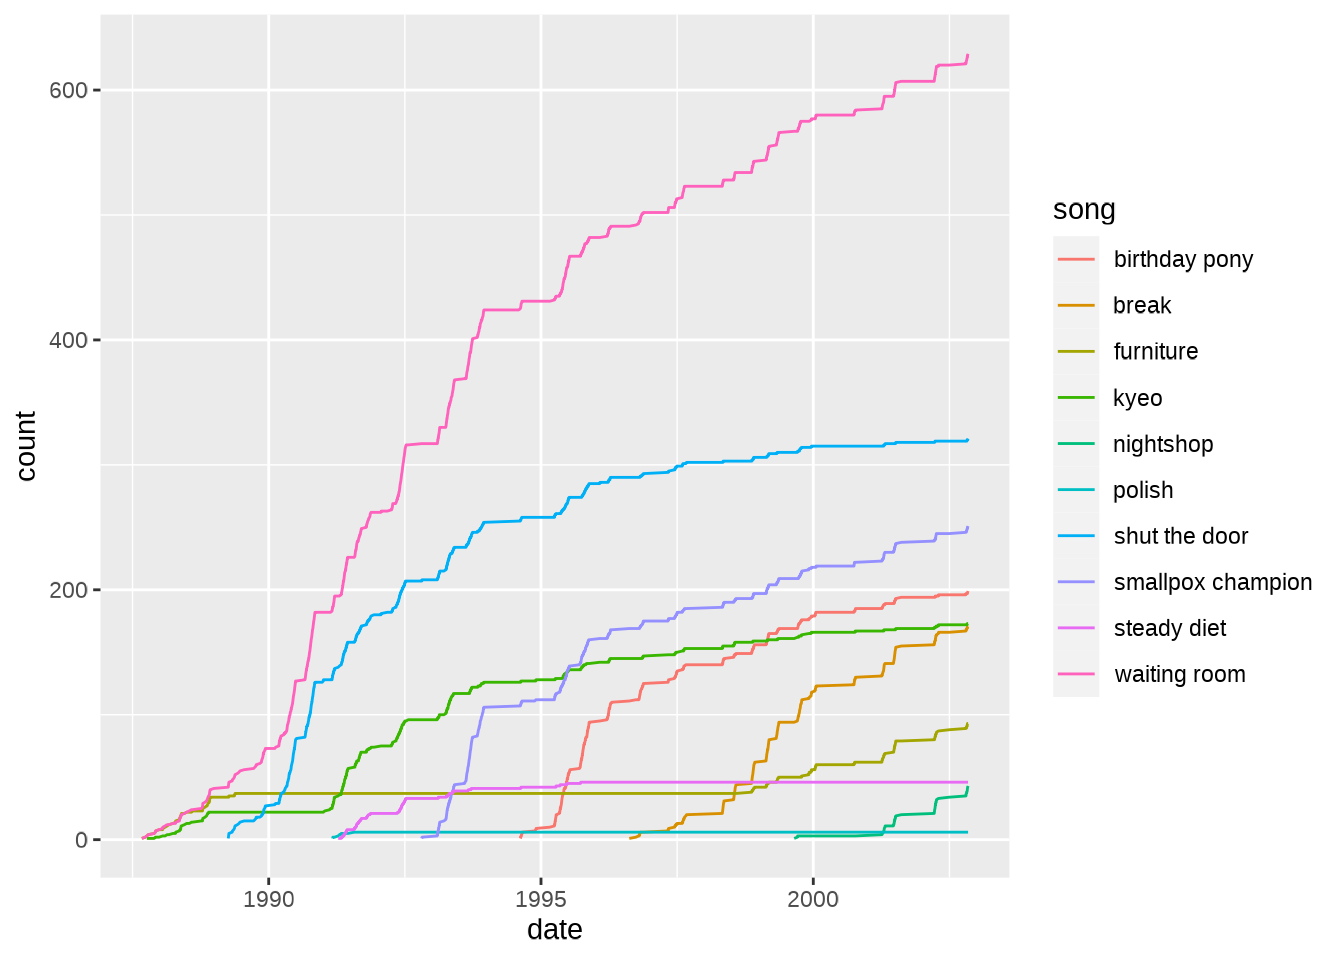 600
400
200
0
count
1990
1995
2000
date
song
birthday pony
break
furniture
kyeo
nightshop
polish
shut the door
smallpox champion
steady diet
waiting room